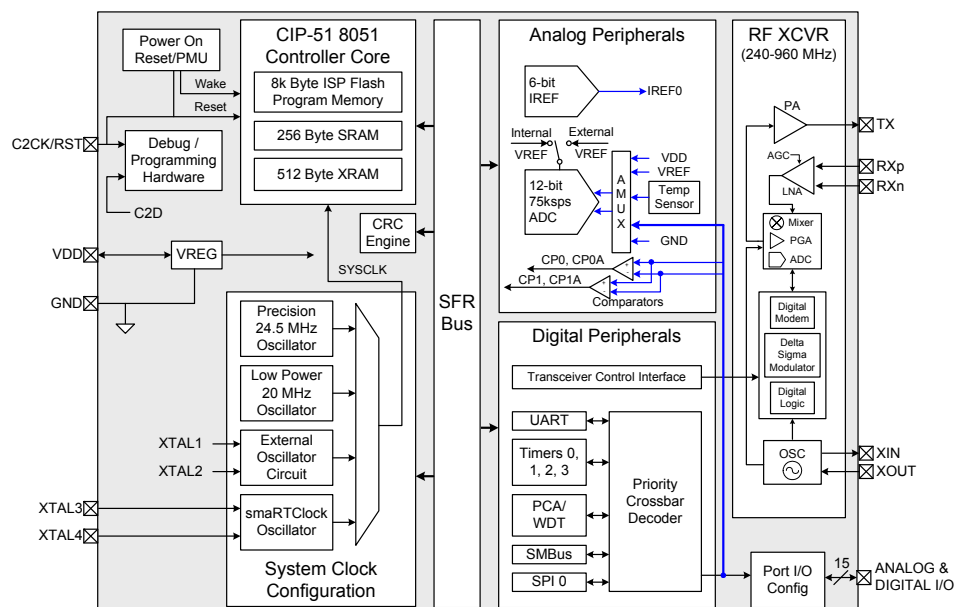 Power On
Reset/PMU
Wake
Reset
C2CK/RST
Debug /
Programming
Hardware
C2D
VDD
VREG
GND
CIP-51 8051
Controller Core
8k Byte ISP Flash
Program Memory
256 Byte SRAM
512 Byte XRAM
CRC
Engine
SYSCLK
Precision
24.5 MHz
Oscillator
Low Power
20 MHz
Oscillator
XTAL1
XTAL2
External
Oscillator
Circuit
XTAL3
XTAL4
smaRTClock
Oscillator
System Clock
Configuration
SFR
Bus
Analog Peripherals
6-bit
IREF
IREF0
Internal
VREF
External
VREF
12-bit
75ksps
ADC
A
M
U
X
VDD
VREF
Temp
Sensor
GND
CP0, CP0A
+
-
CP1, CP1A
+
-
Comparators
Digital Peripherals
Transceiver Control Interface
UART
Timers 0,
1, 2, 3
PCA/
WDT
SMBus
SPI 0
Priority
Crossbar
Decoder
RF XCVR
(240-960 MHz)
PA
TX
AGC
LNA
RXp
RXn
Mixer
PGA
ADC
Digital
Modem
Delta
Sigma
Modulator
Digital
Logic
OSC
XIN
XOUT
Port I/O
Config
15
ANALOG &
DIGITAL I/O